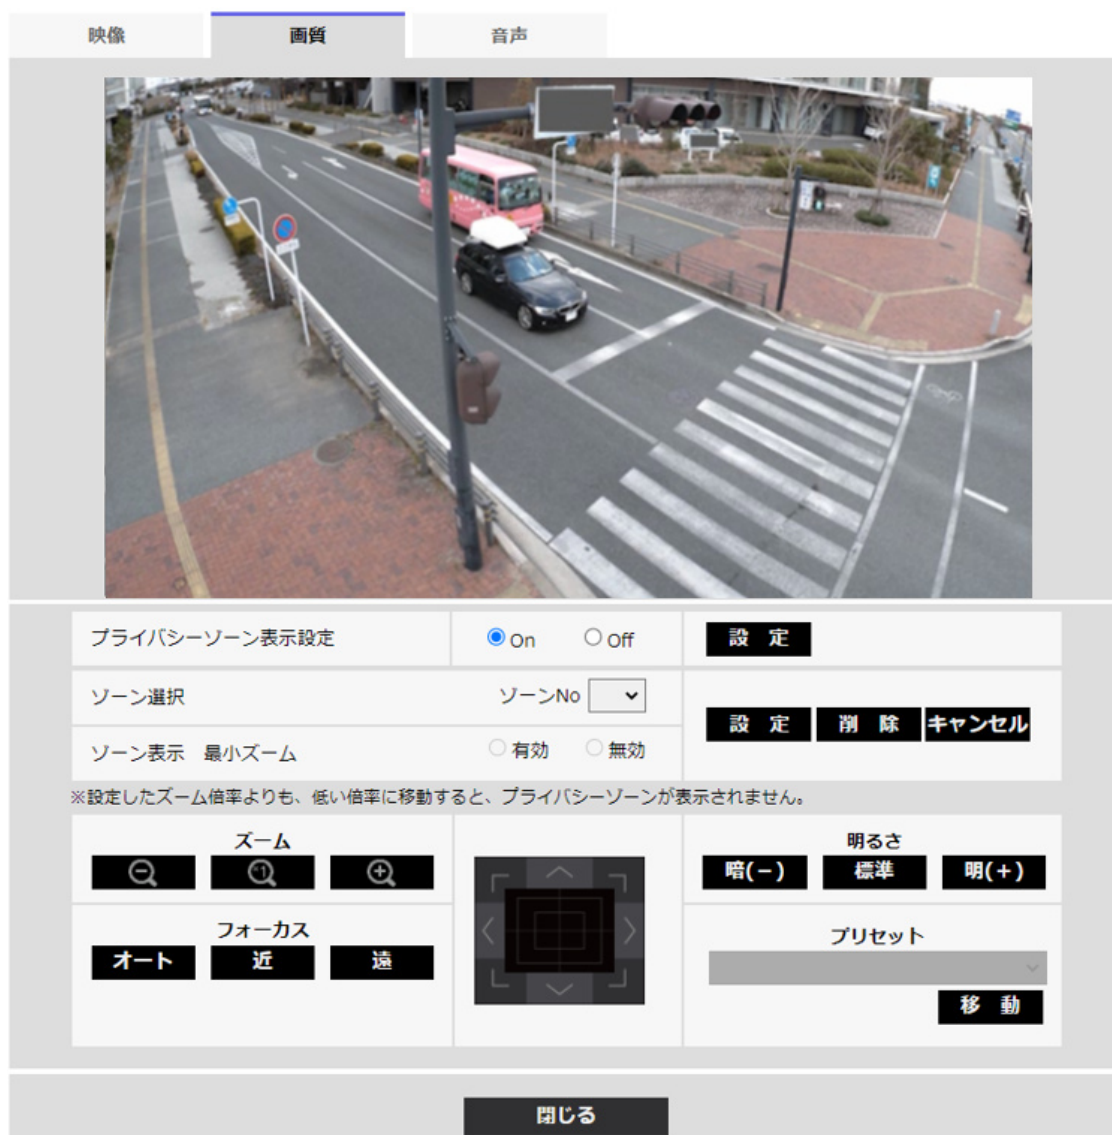 映像 画質 音声
プライバシーゾーン表示設定 On Off 設 定
ゾーン選択 ゾーンNo
設 定 削 除 キャンセル
ゾーン表示 最小ズーム 有効 無効
※設定したズーム倍率よりも、低い倍率に移動すると、プライバシーゾーンが表示されません。
ズーム
明るさ
暗(-) 標準 明(+)
フォーカス
オート 近 遠
プリセット
移 動
閉じる